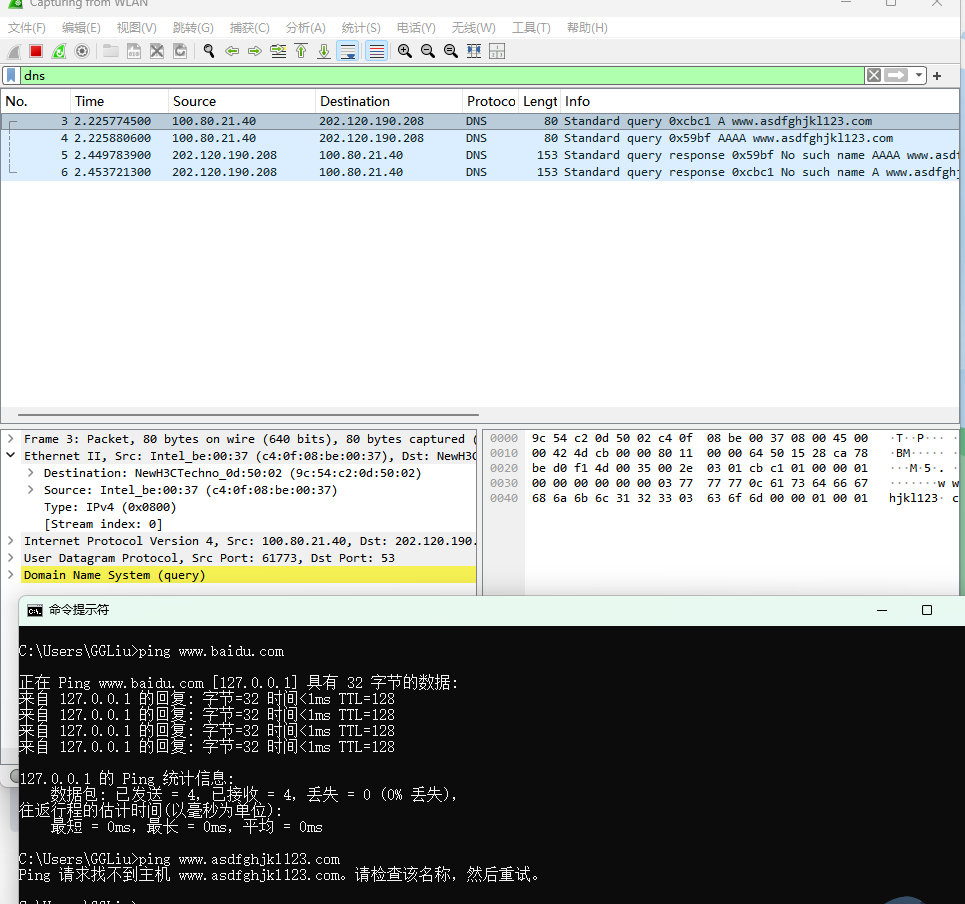 Capturing from WLAN
文件(F) 编辑(E) 视图(V) 跳转(G) 捕获(C) 分析(A) 统计(S) 电话(Y) 无线(W) 工具(T) 帮助(H)
dns
No. Time Source Destination Protoco Lengt Info
3 2.225774500 100.80.21.40 202.120.190.208 DNS 80 Standard query 0xcbc1 A www.asdfghjkl123.com
4 2.225880600 100.80.21.40 202.120.190.208 DNS 80 Standard query 0x59bf AAAA www.asdfghjkl123.com
5 2.449783900 202.120.190.208 100.80.21.40 DNS 153 Standard query response 0x59bf No such name AAAA www.asdf
6 2.453721300 202.120.190.208 100.80.21.40 DNS 153 Standard query response 0xcbc1 No such name A www.asdfghj
Frame 3: Packet, 80 bytes on wire (640 bits), 80 bytes captured (
Ethernet II, Src: Intel_be:00:37 (c4:0f:08:be:00:37), Dst: NewH3C
Destination: NewH3CTechno_0d:50:02 (9c:54:c2:0d:50:02)
Source: Intel_be:00:37 (c4:0f:08:be:00:37)
Type: IPv4 (0x0800)
[Stream index: 0]
Internet Protocol Version 4, Src: 100.80.21.40, Dst: 202.120.190.
User Datagram Protocol, Src Port: 61773, Dst Port: 53
Domain Name System (query)
0000 9c 54 c2 0d 50 02 c4 0f 08 be 00 37 08 00 45 00 ·T··P···
0010 00 42 4d cb 00 00 80 11 00 00 64 50 15 28 ca 78 ·BM·····
0020 be d0 f1 4d 00 35 00 2e 03 01 cb c1 01 00 00 01 ···M·5·.
0030 00 00 00 00 00 00 03 77 77 77 0c 61 73 64 66 67 ·······w w
0040 68 6a 6b 6c 31 32 33 03 63 6f 6d 00 00 01 00 01 hjkl123· c
命令提示符
C:\Users\GGLiu>ping www.baidu.com
正在 Ping www.baidu.com [127.0.0.1] 具有 32 字节的数据:
来自 127.0.0.1 的回复: 字节=32 时间<1ms TTL=128
来自 127.0.0.1 的回复: 字节=32 时间<1ms TTL=128
来自 127.0.0.1 的回复: 字节=32 时间<1ms TTL=128
来自 127.0.0.1 的回复: 字节=32 时间<1ms TTL=128
127.0.0.1 的 Ping 统计信息:
数据包: 已发送 = 4，已接收 = 4，丢失 = 0 (0% 丢失)，
往返行程的估计时间(以毫秒为单位):
最短 = 0ms，最长 = 0ms，平均 = 0ms
C:\Users\GGLiu>ping www.asdfghjkl123.com
Ping 请求找不到主机 www.asdfghjkl123.com。请检查该名称，然后重试。
C:\Users\GGLiu>